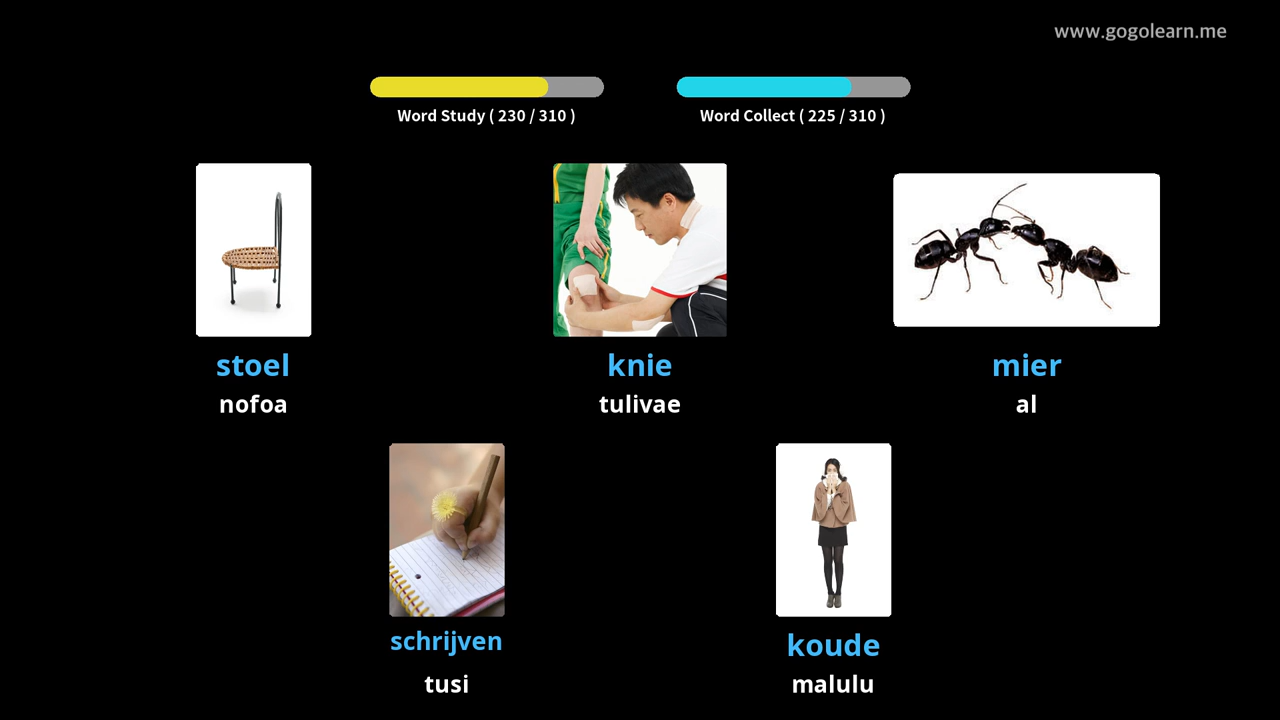 www.gogolearn.me
Word Study ( 230 / 310 )
Word Collect ( 225 / 310 )
stoel
nofoa
knie
tulivae
mier
al
schrijven
tusi
koude
malulu